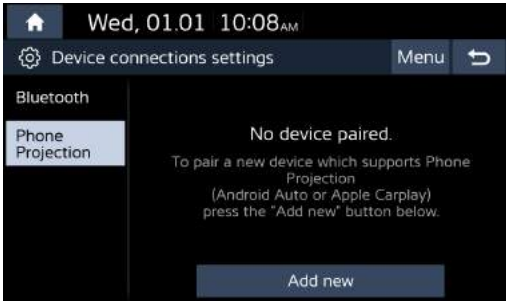 Wed, 01.01 10:08AM
Device connections settings
Menu
Bluetooth
Phone
Projection
No device paired.
To pair a new device which supports Phone
Projection
(Android Auto or Apple Carplay)
press the "Add new" button below.
Add new